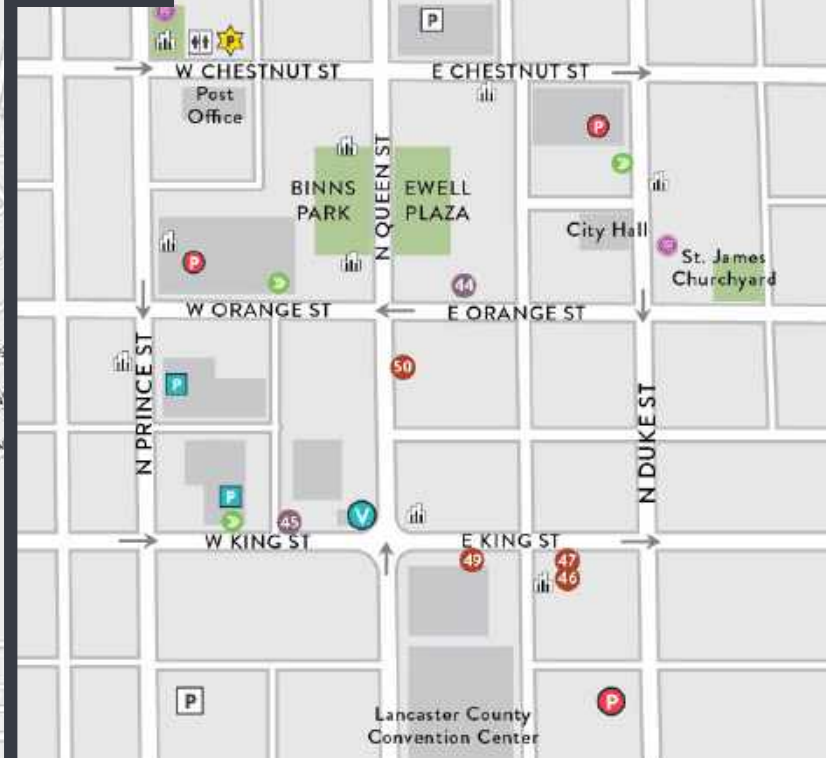 P
P
W CHESTNUT ST
E CHESTNUT ST
Post
Office
P
N QUEEN ST
BINNS
PARK
EWELL
PLAZA
City Hall
St. James
Churchyard
P
44
W ORANGE ST
E ORANGE ST
50
P
N PRINCE ST
N DUKE ST
P
45
V
W KING ST
E KING ST
49
47
46
P
P
Lancaster County
Convention Center